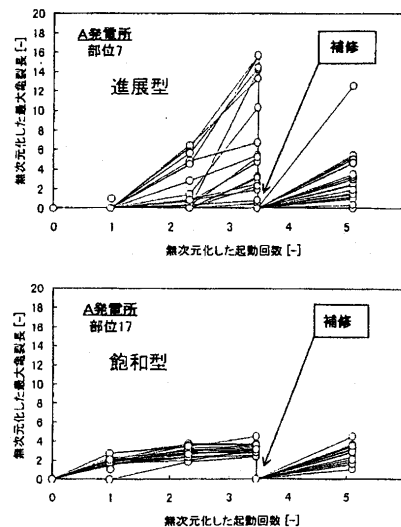 無次元化した最大亀裂長 [-]
20
18
16
14
12
10
8
6
4
2
0
A発電所
部位7
進展型
補修
0 1 2 3 4 5
無次元化した起動回数 [-]
無次元化した最大亀裂長 [-]
20
18
16
14
12
10
8
6
4
2
0
A発電所
部位17
飽和型
補修
0 1 2 3 4 5
無次元化した起動回数 [-]